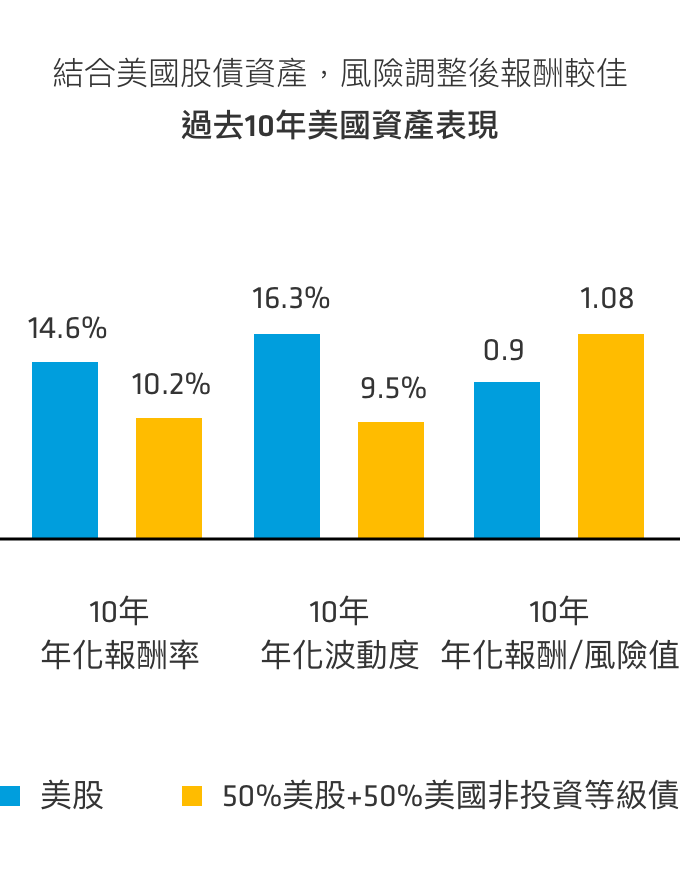 結合美國股債資產，風險調整後報酬較佳
過去10年美國資產表現
14.6%
10.2%
16.3%
9.5%
0.9
1.08
10年
年化報酬率
10年
年化波動度
10年
年化報酬/風險值
美股
50%美股+50%美國非投資等級債